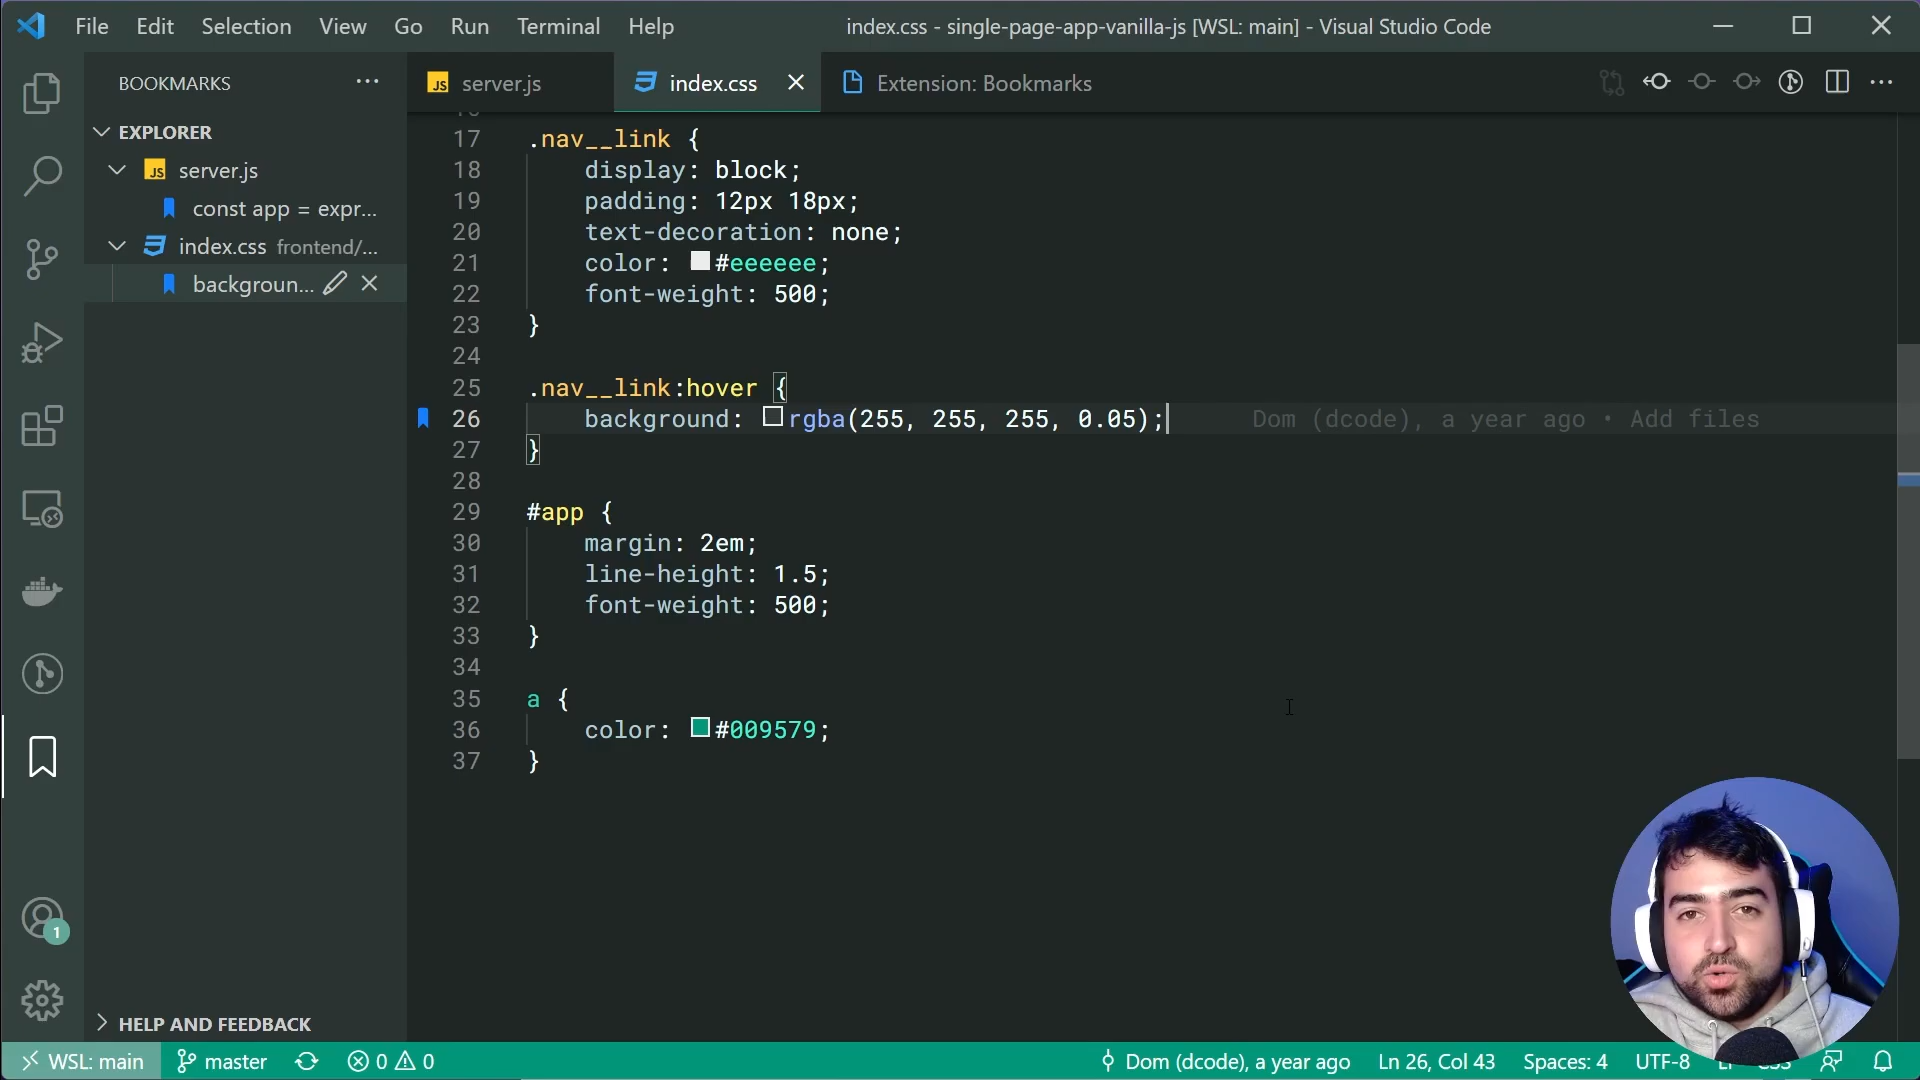 File Edit Selection View Go Run Terminal Help
index.css - single-page-app-vanilla-js [WSL: main] - Visual Studio Code
BOOKMARKS
EXPLORER
JS server.js
const app = expr...
index.css frontend/...
backgroun...
HELP AND FEEDBACK
JS server.js
index.css
Extension: Bookmarks
17 .nav__link {
18 display: block;
19 padding: 12px 18px;
20 text-decoration: none;
21 color: #eeeeee;
22 font-weight: 500;
23 }
24
25 .nav__link:hover {
26 background: rgba(255, 255, 255, 0.05); Dom (dcode), a year ago • Add files
27 }
28
29 #app {
30 margin: 2em;
31 line-height: 1.5;
32 font-weight: 500;
33 }
34
35 a {
36 color: #009579;
37 }
1
WSL: main master 0 0 Dom (dcode), a year ago Ln 26, Col 43 Spaces: 4 UTF-8